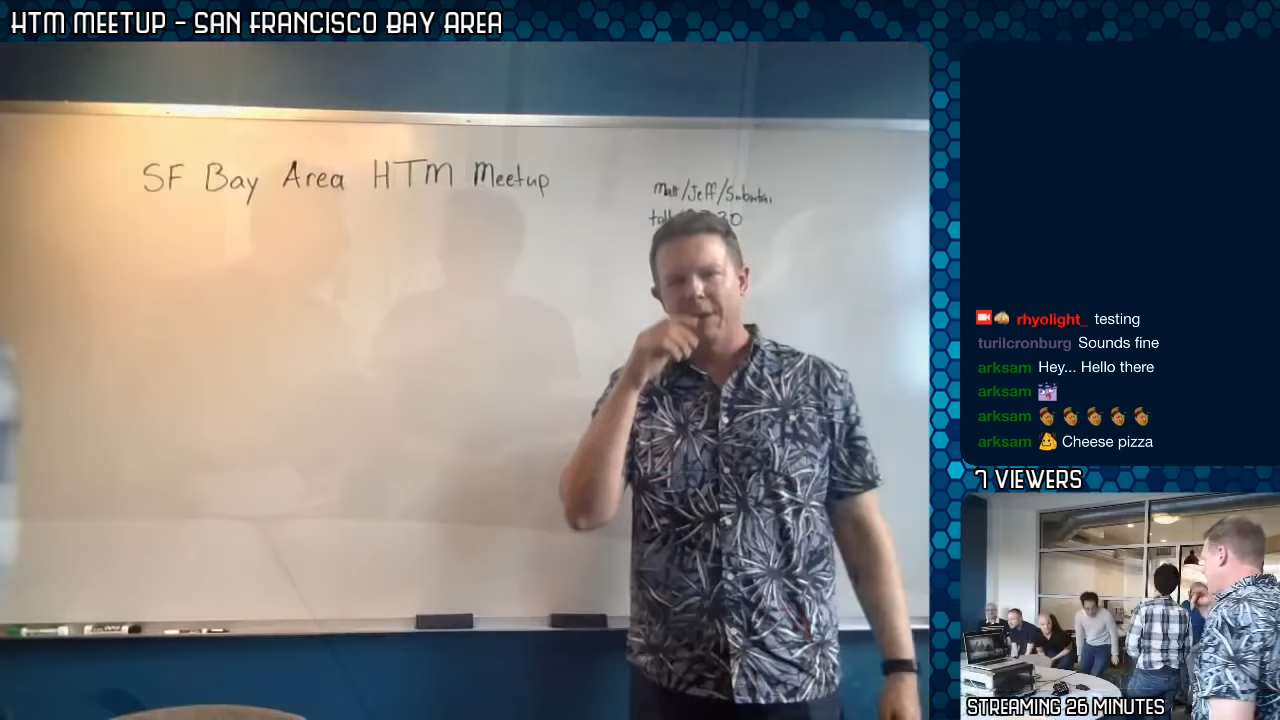 HTM MEETUP - SAN FRANCISCO BAY AREA
SF Bay Area HTM Meetup
Matt/Jeff/Subutai
rhyolight_ testing
turilcronburg Sounds fine
arksam Hey... Hello there
arksam
arksam
arksam Cheese pizza
7 VIEWERS
STREAMING 26 MINUTES